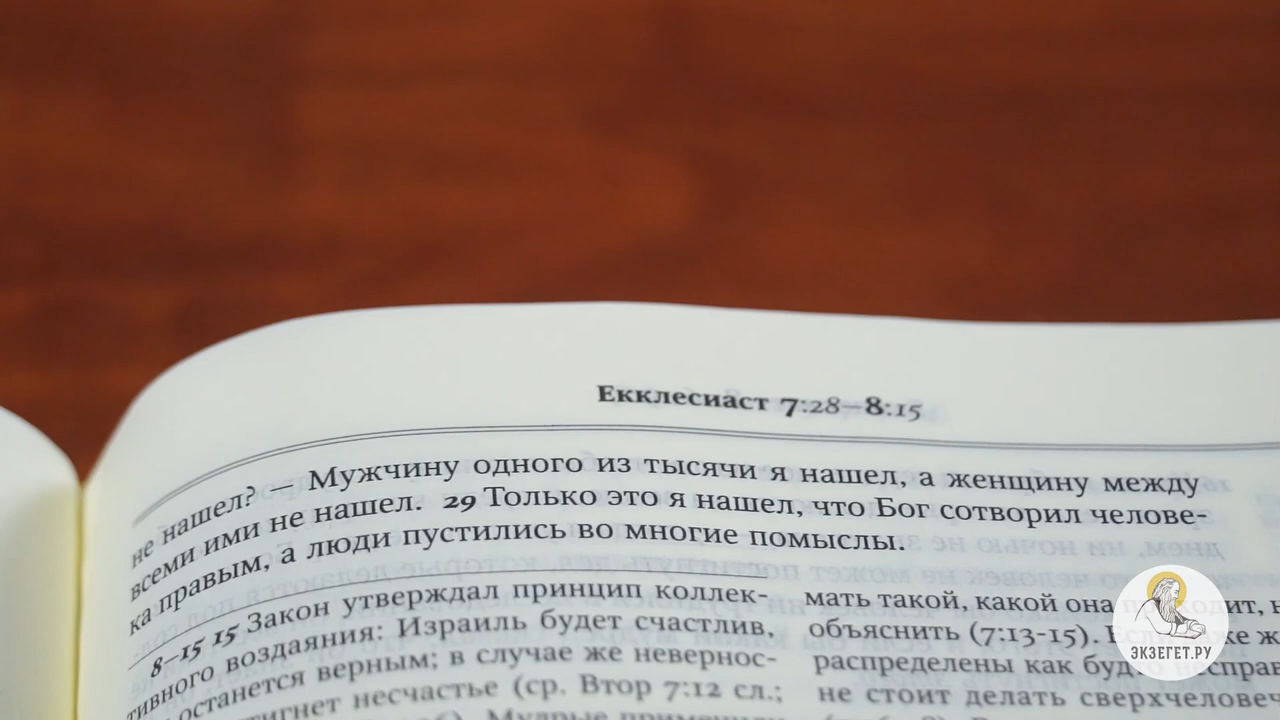 Екклесиаст 7:28—8:15
не нашел? — Мужчину одного из тысячи я нашел, а женщину между
всеми ими не нашел. 29 Только это я нашел, что Бог сотворил челове-
ка правым, а люди пустились во многие помыслы.
8–15 15 Закон утверждал принцип коллек-
тивного воздаяния: Израиль будет счастлив,
останется верным; в случае же невернос-
несчастье (ср. Втор 7:12 сл.;
Мудрые
мать такой, какой она
объяснить (7:13-15).
распределены как будто
не стоит делать
ЭКЗЕГЕТ.РУ